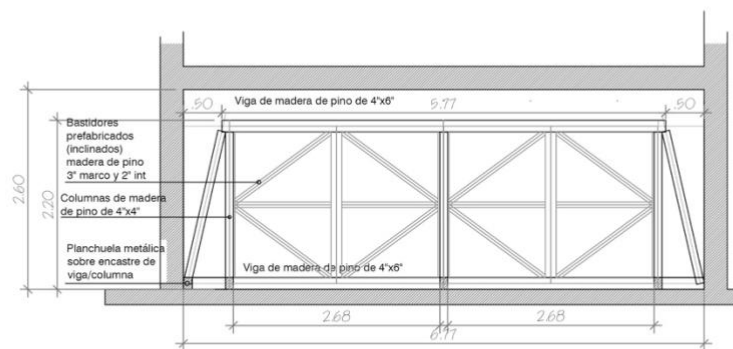 .50
Viga de madera de pino de 4"x6"
5.77
.50
Bastidores
prefabricados
(inclinados)
madera de pino
3" marco y 2" int
2.60
2.20
Columnas de madera
de pino de 4"x4"
Planchuela metálica
sobre encastre de
viga/columna
Viga de madera de pino de 4"x6"
2.68
2.68
6.77